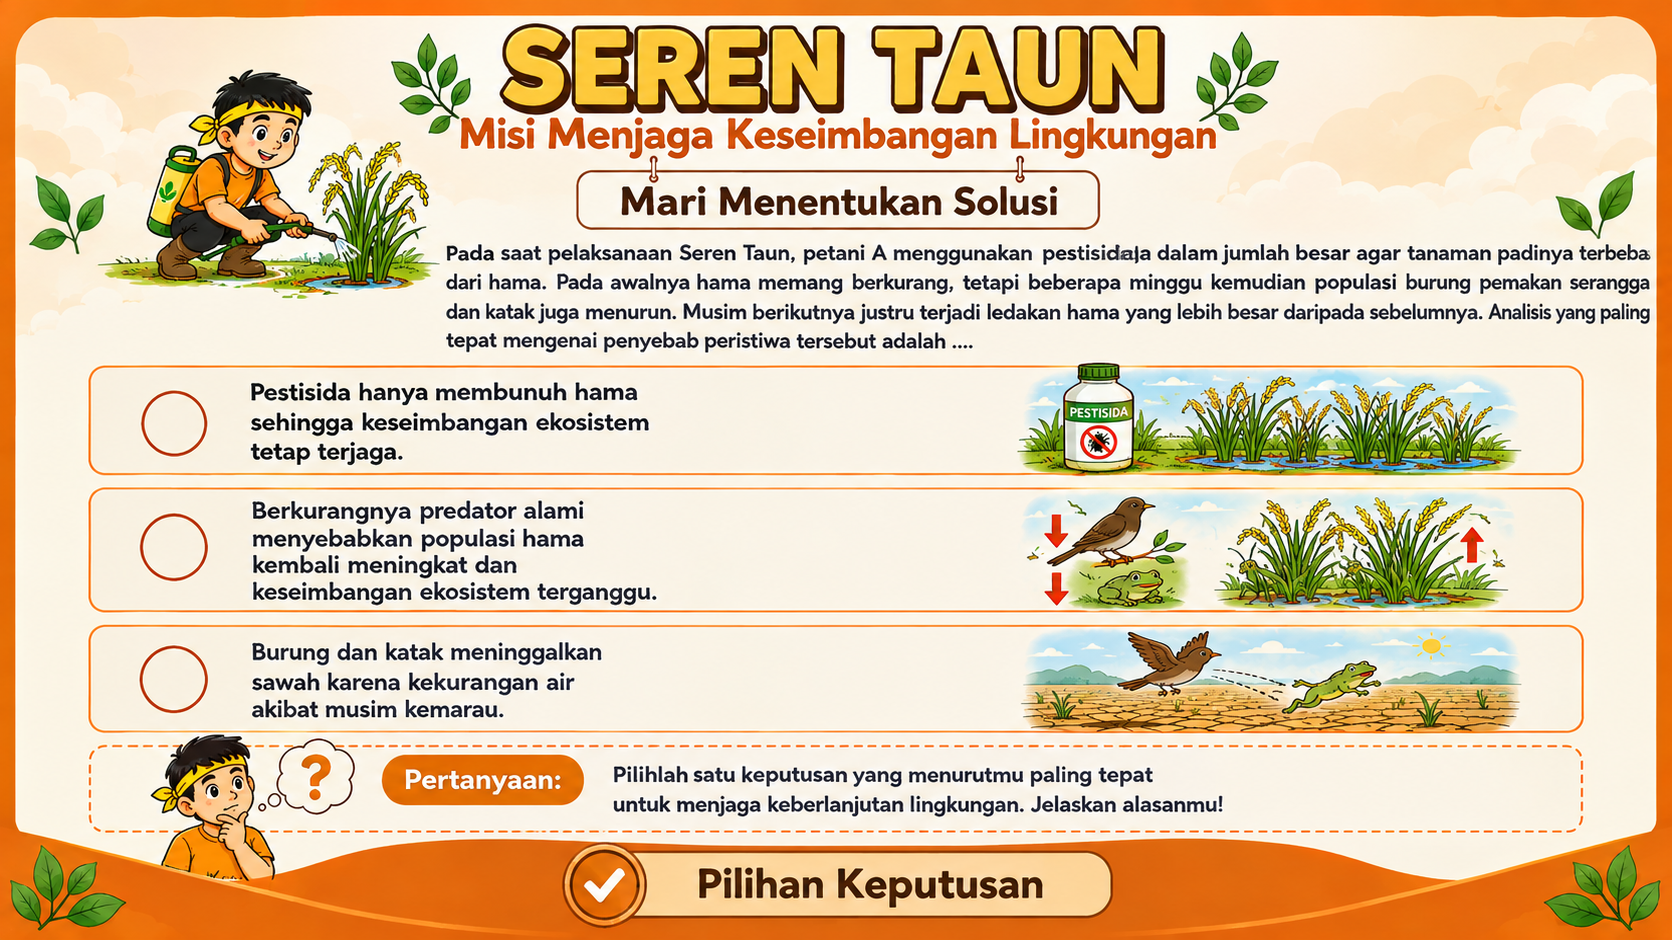 SEREN TAUN
Misi Menjaga Keseimbangan Lingkungan
Mari Menentukan Solusi
Pada saat pelaksanaan Seren Taun, petani A menggunakan dalam jumlah besar agar tanaman padinya
dari hama. Pada awalnya hama memang berkurang, tetapi beberapa minggu kemudian populasi burung pemakan serangga
dan katak juga menurun. Musim berikutnya justru terjadi ledakan hama yang lebih besar daripada sebelumnya. Analisis yang paling
tepat mengenai penyebab peristiwa tersebut adalah ....
Pestisida hanya membunuh hama
sehingga keseimbangan ekosistem
tetap terjaga.
PESTISIDA
Berkurangnya predator alami
menyebabkan populasi hama
kembali meningkat dan
keseimbangan ekosistem terganggu.
Burung dan katak meninggalkan
sawah karena kekurangan air
akibat musim kemarau.
?
Pertanyaan:
Pilihlah satu keputusan yang menurutmu paling tepat
untuk menjaga keberlanjutan lingkungan. Jelaskan alasanmu!
Pilihan Keputusan